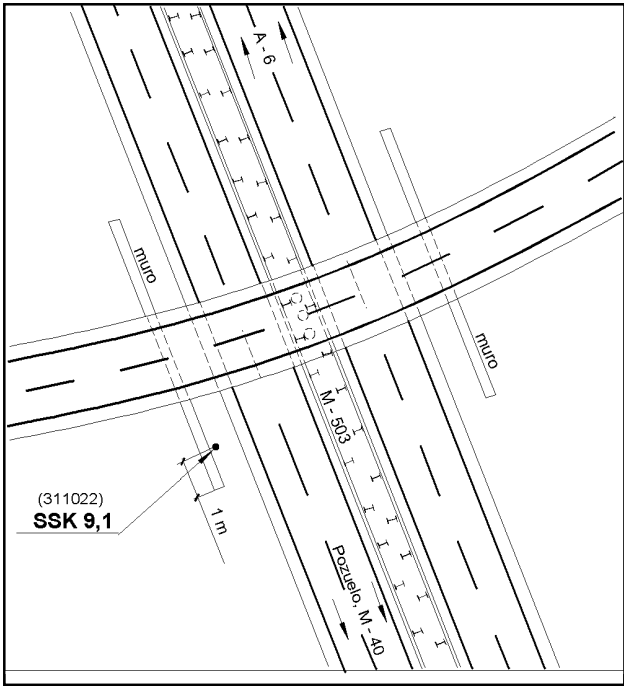 A - 6
muro
muro
M - 503
(311022)
SSK 9,1
1 m
Pozuelo, M - 40